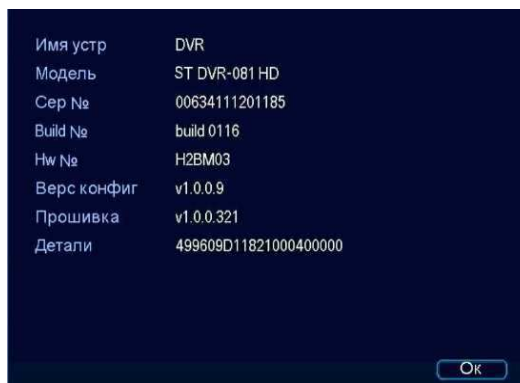 Имя устр DVR
Модель ST DVR-081 HD
Сер № 00634111201185
Build № build 0116
Hw № H2BM03
Верс конфиг v1.0.0.9
Прошивка v1.0.0.321
Детали 499609D11821000400000
Ок